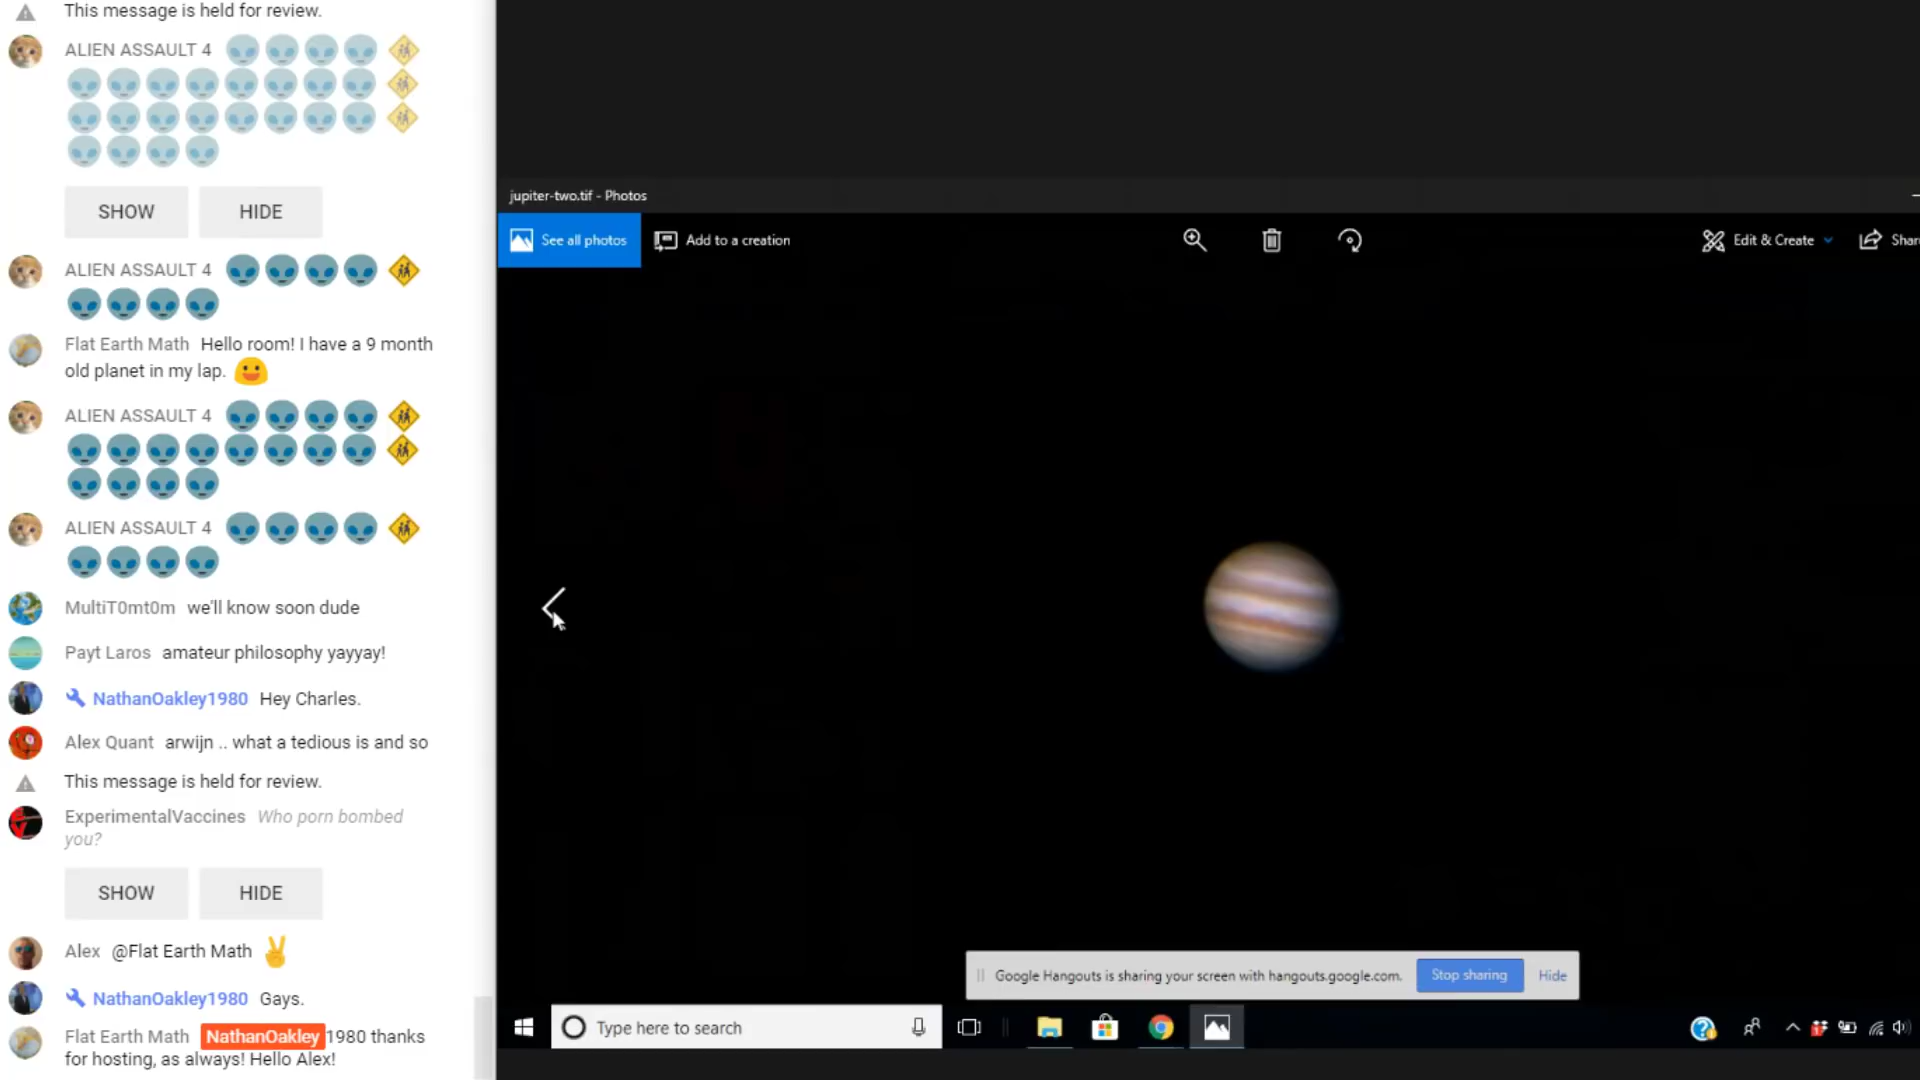 This message is held for review.
ALIEN ASSAULT 4
SHOW HIDE
ALIEN ASSAULT 4
Flat Earth Math Hello room! I have a 9 month
old planet in my lap.
ALIEN ASSAULT 4
ALIEN ASSAULT 4
MultiT0mt0m we'll know soon dude
Payt Laros amateur philosophy yayyay!
NathanOakley1980 Hey Charles.
Alex Quant arwijn .. what a tedious is and so
This message is held for review.
ExperimentalVaccines Who porn bombed
you?
SHOW HIDE
Alex @Flat Earth Math
NathanOakley1980 Gays.
Flat Earth Math NathanOakley1980 thanks
for hosting, as always! Hello Alex!
jupiter-two.tif - Photos
See all photos Add to a creation Edit & Create Shar
Google Hangouts is sharing your screen with hangouts.google.com. Stop sharing Hide
Type here to search